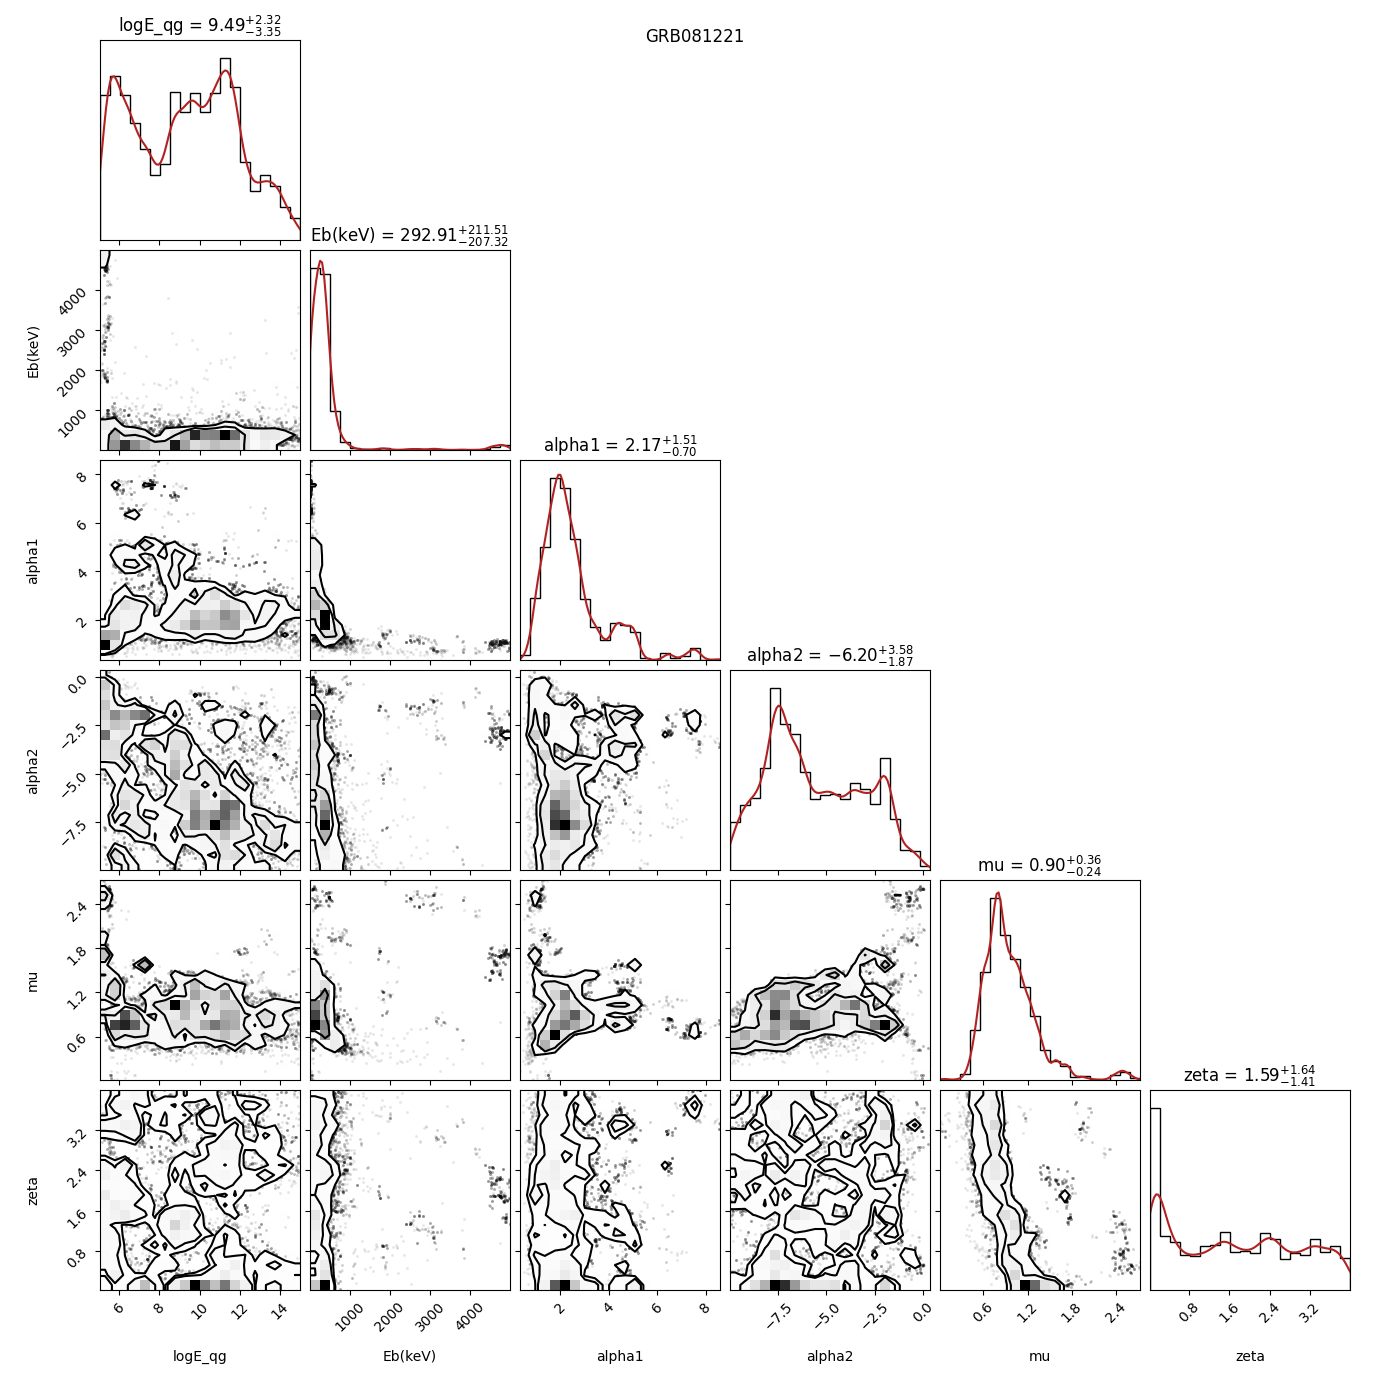 GRB081221
logE_qg = 9.49+2.32−3.35
Eb(keV) = 292.91+211.51−207.32
alpha1 = 2.17+1.51−0.70
alpha2 = −6.20+3.58−1.87
mu = 0.90+0.36−0.24
zeta = 1.59+1.64−1.41
Eb(keV)
4000
3000
2000
1000
alpha1
8
6
4
2
alpha2
0.0
−2.5
−5.0
−7.5
mu
2.4
1.8
1.2
0.6
zeta
3.2
2.4
1.6
0.8
6 8 10 12 14
1000 2000 3000 4000
2 4 6 8
−7.5 −5.0 −2.5 0.0
0.6 1.2 1.8 2.4
0.8 1.6 2.4 3.2
logE_qg
Eb(keV)
alpha1
alpha2
mu
zeta